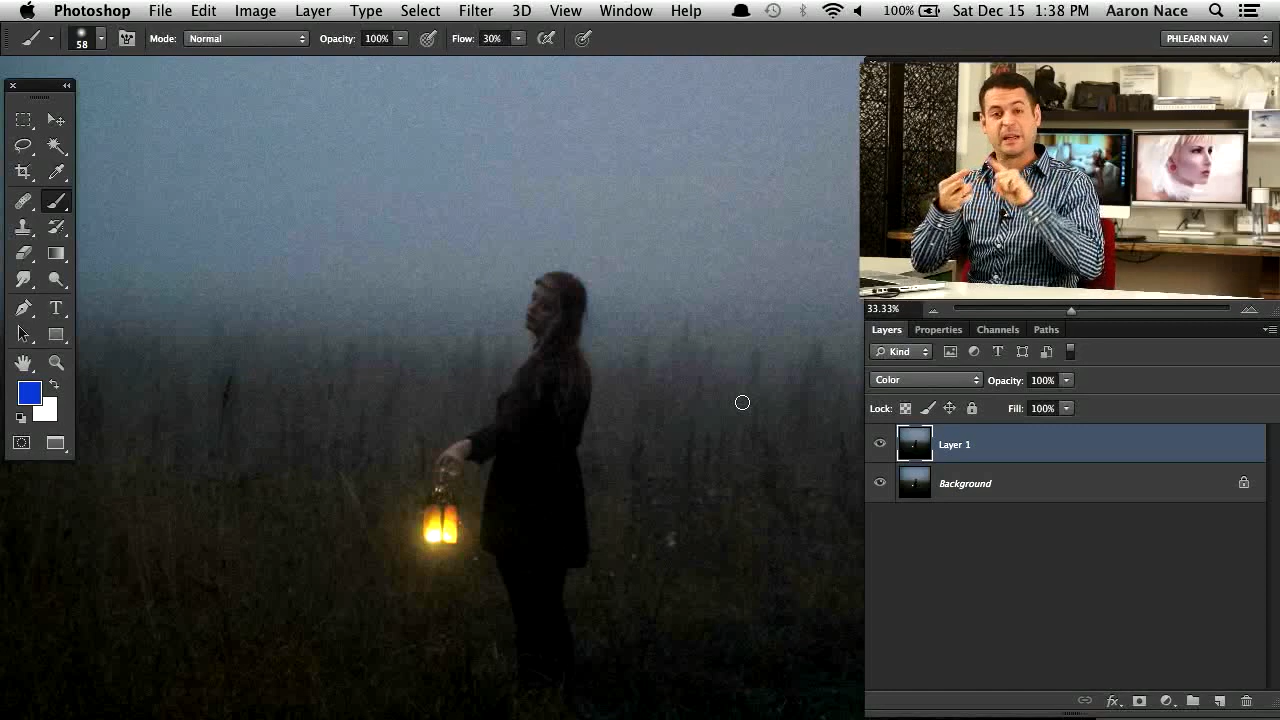 Photoshop File Edit Image Layer Type Select Filter 3D View Window Help 100% Sat Dec 15 1:38 PM Aaron Nace
58 Mode: Normal Opacity: 100% Flow: 30% PHLEARN NAV
33.33%
Layers Properties Channels Paths
Kind
Color Opacity: 100%
Lock: Fill: 100%
Layer 1
Background
fx